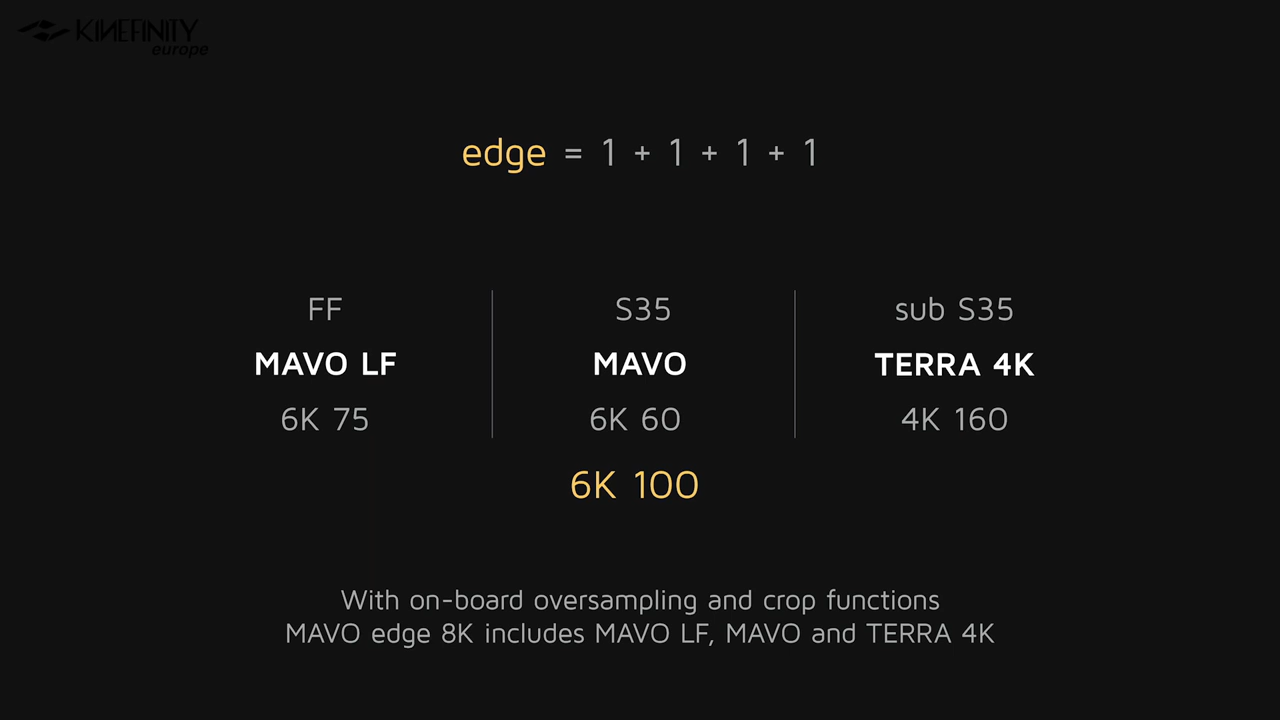 KINEFINITY
europe
edge = 1 + 1 + 1 + 1
FF
S35
sub S35
MAVO LF
MAVO
TERRA 4K
6K 75
6K 60
4K 160
6K 100
With on-board oversampling and crop functions
MAVO edge 8K includes MAVO LF, MAVO and TERRA 4K